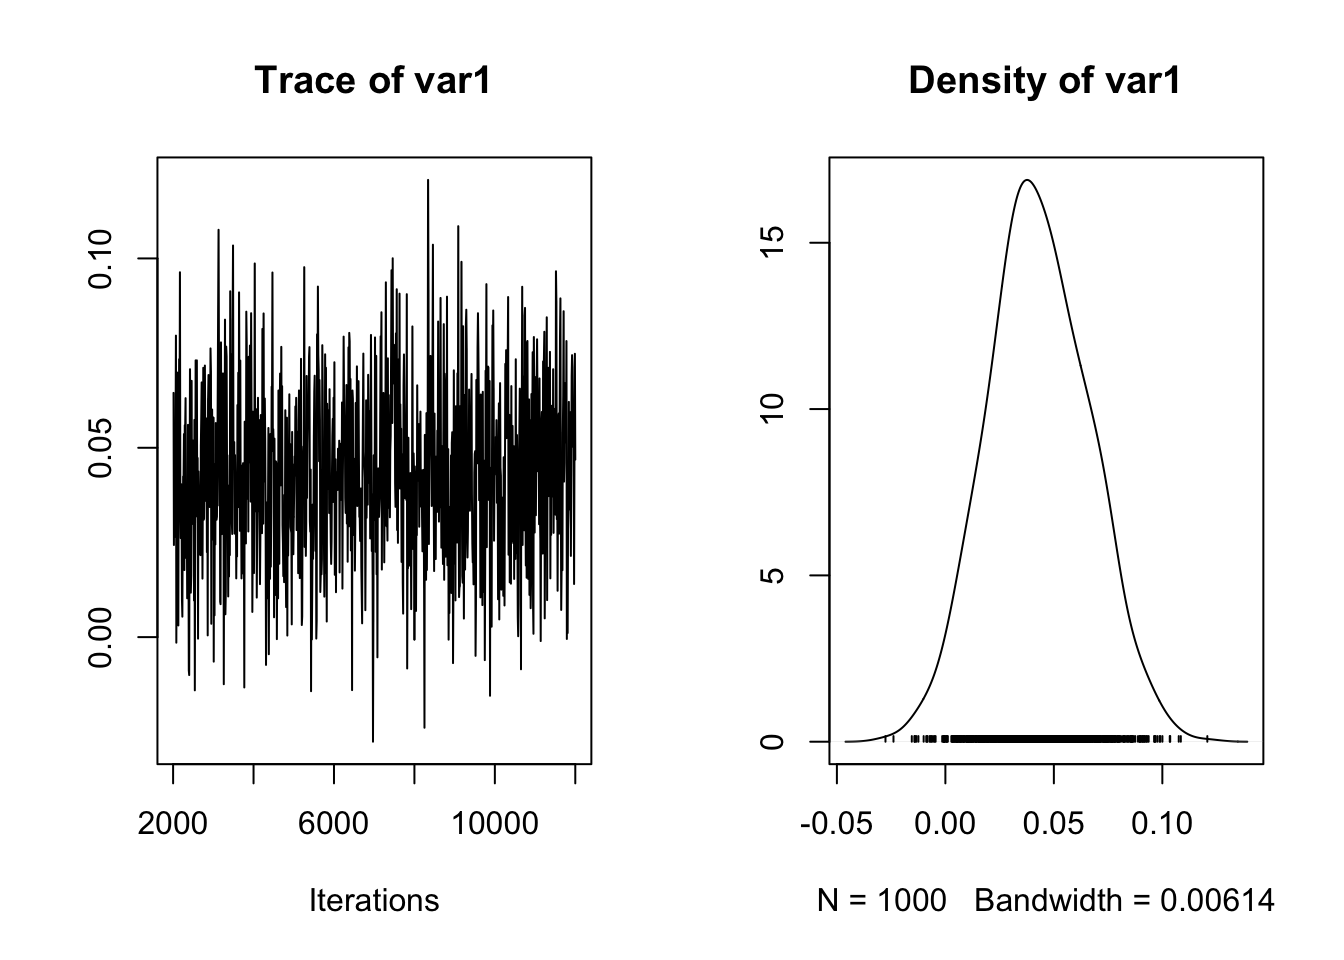 Trace of var1
0.10
0.05
0.00
2000 6000 10000
Iterations
Density of var1
15
10
5
0
-0.05 0.00 0.05 0.10
N = 1000 Bandwidth = 0.00614